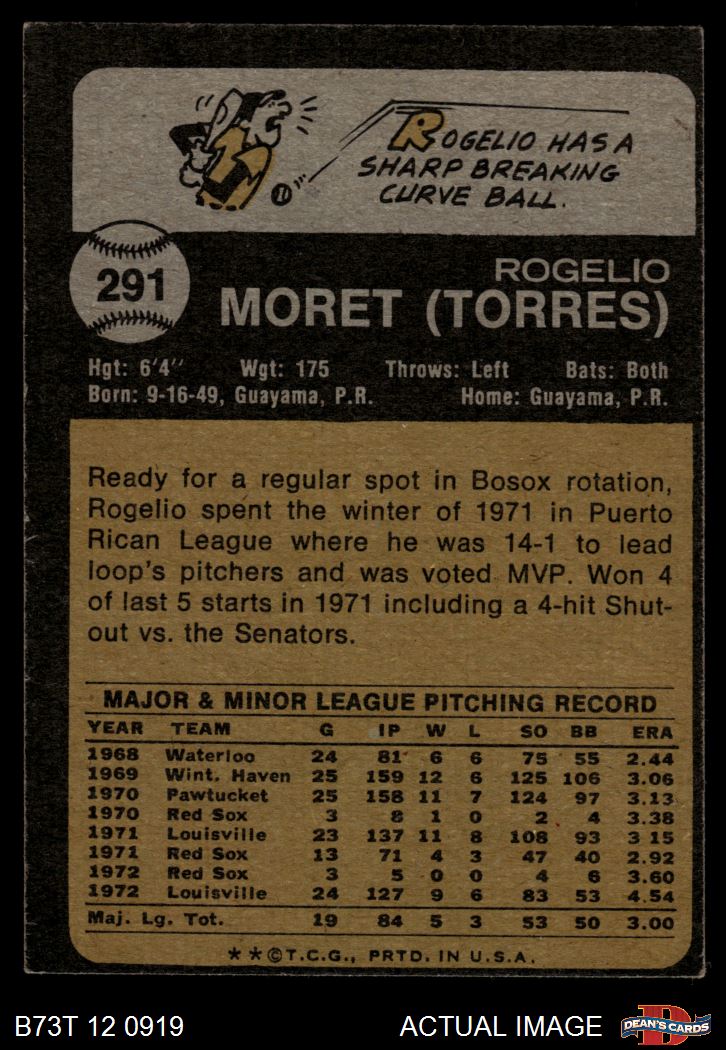 ROGELIO HAS A
SHARP BREAKING
CURVE BALL.
291
ROGELIO
MORET (TORRES)
Hgt: 6'4" Wgt: 175 Throws: Left Bats: Both
Born: 9-16-49, Guayama, P.R. Home: Guayama, P.R.
Ready for a regular spot in Bosox rotation,
Rogelio spent the winter of 1971 in Puerto
Rican League where he was 14-1 to lead
loop's pitchers and was voted MVP. Won 4
of last 5 starts in 1971 including a 4-hit Shut-
out vs. the Senators.
MAJOR & MINOR LEAGUE PITCHING RECORD
YEAR TEAM G IP W L SO BB ERA
1968 Waterloo 24 81 6 6 75 55 2.44
1969 Wint. Haven 25 159 12 6 125 106 3.06
1970 Pawtucket 25 158 11 7 124 97 3.13
1970 Red Sox 3 8 1 0 2 4 3.38
1971 Louisville 23 137 11 8 108 93 3 15
1971 Red Sox 13 71 4 3 47 40 2.92
1972 Red Sox 3 5 0 0 4 6 3.60
1972 Louisville 24 127 9 6 83 53 4.54
Maj. Lg. Tot. 19 84 5 3 53 50 3.00
**©T.C.G., PRTD. IN U.S.A.
B73T 12 0919 ACTUAL IMAGE
D
DEAN'S CARDS